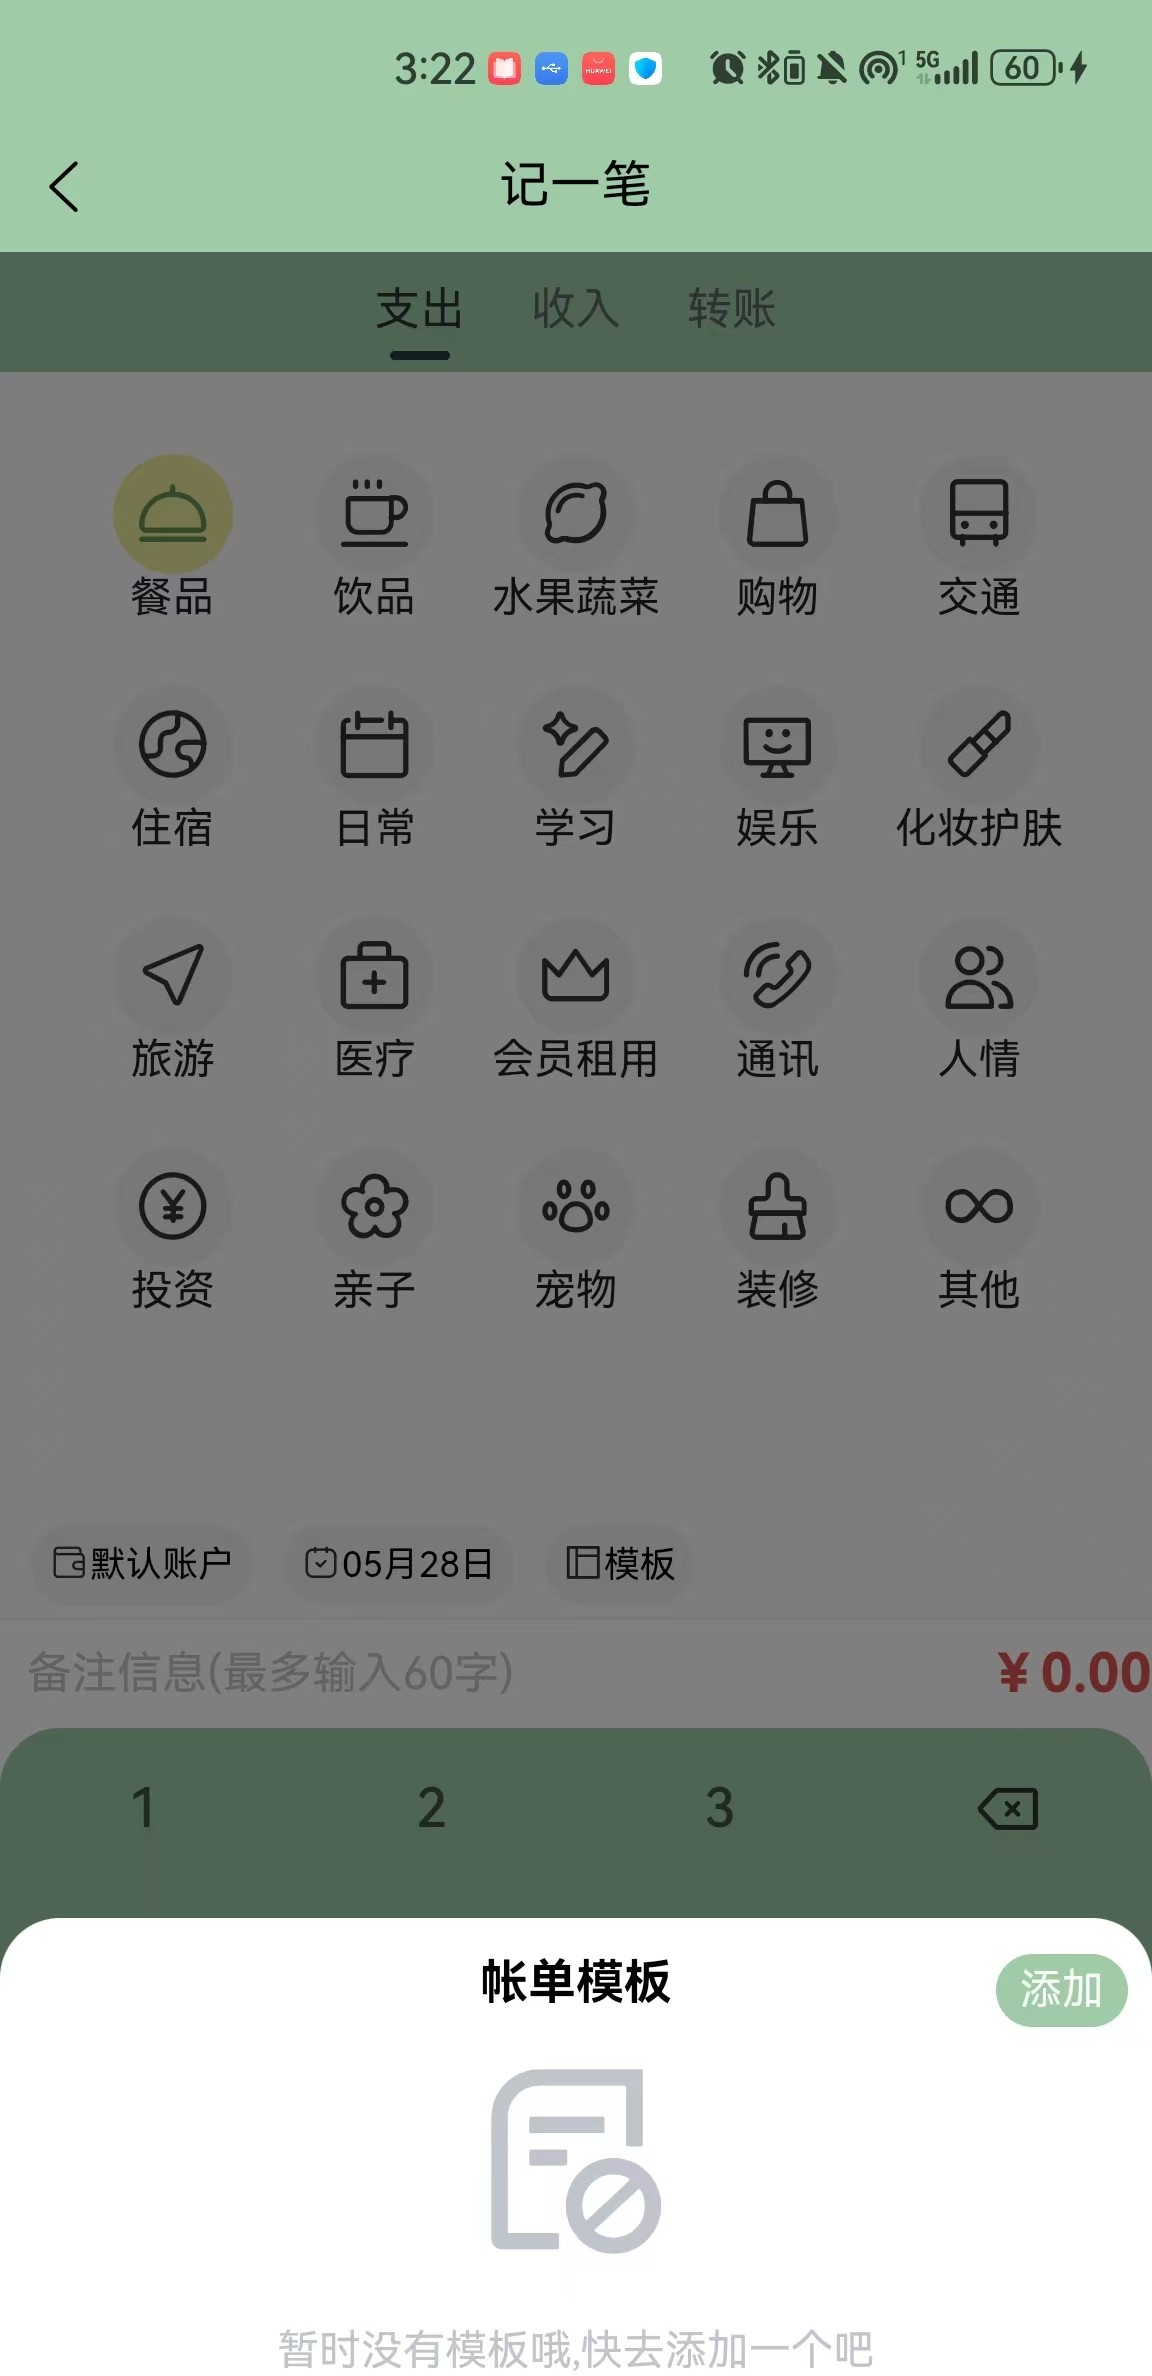 3:22 HUAWEI 1 5G 60
记一笔
支出 收入 转账
餐品 饮品 水果蔬菜 购物 交通
住宿 日常 学习 娱乐 化妆护肤
旅游 医疗 会员租用 通讯 人情
投资 亲子 宠物 装修 其他
默认账户 05月28日 模板
备注信息(最多输入60字) ¥0.00
1 2 3
帐单模板 添加
暂时没有模板哦,快去添加一个吧